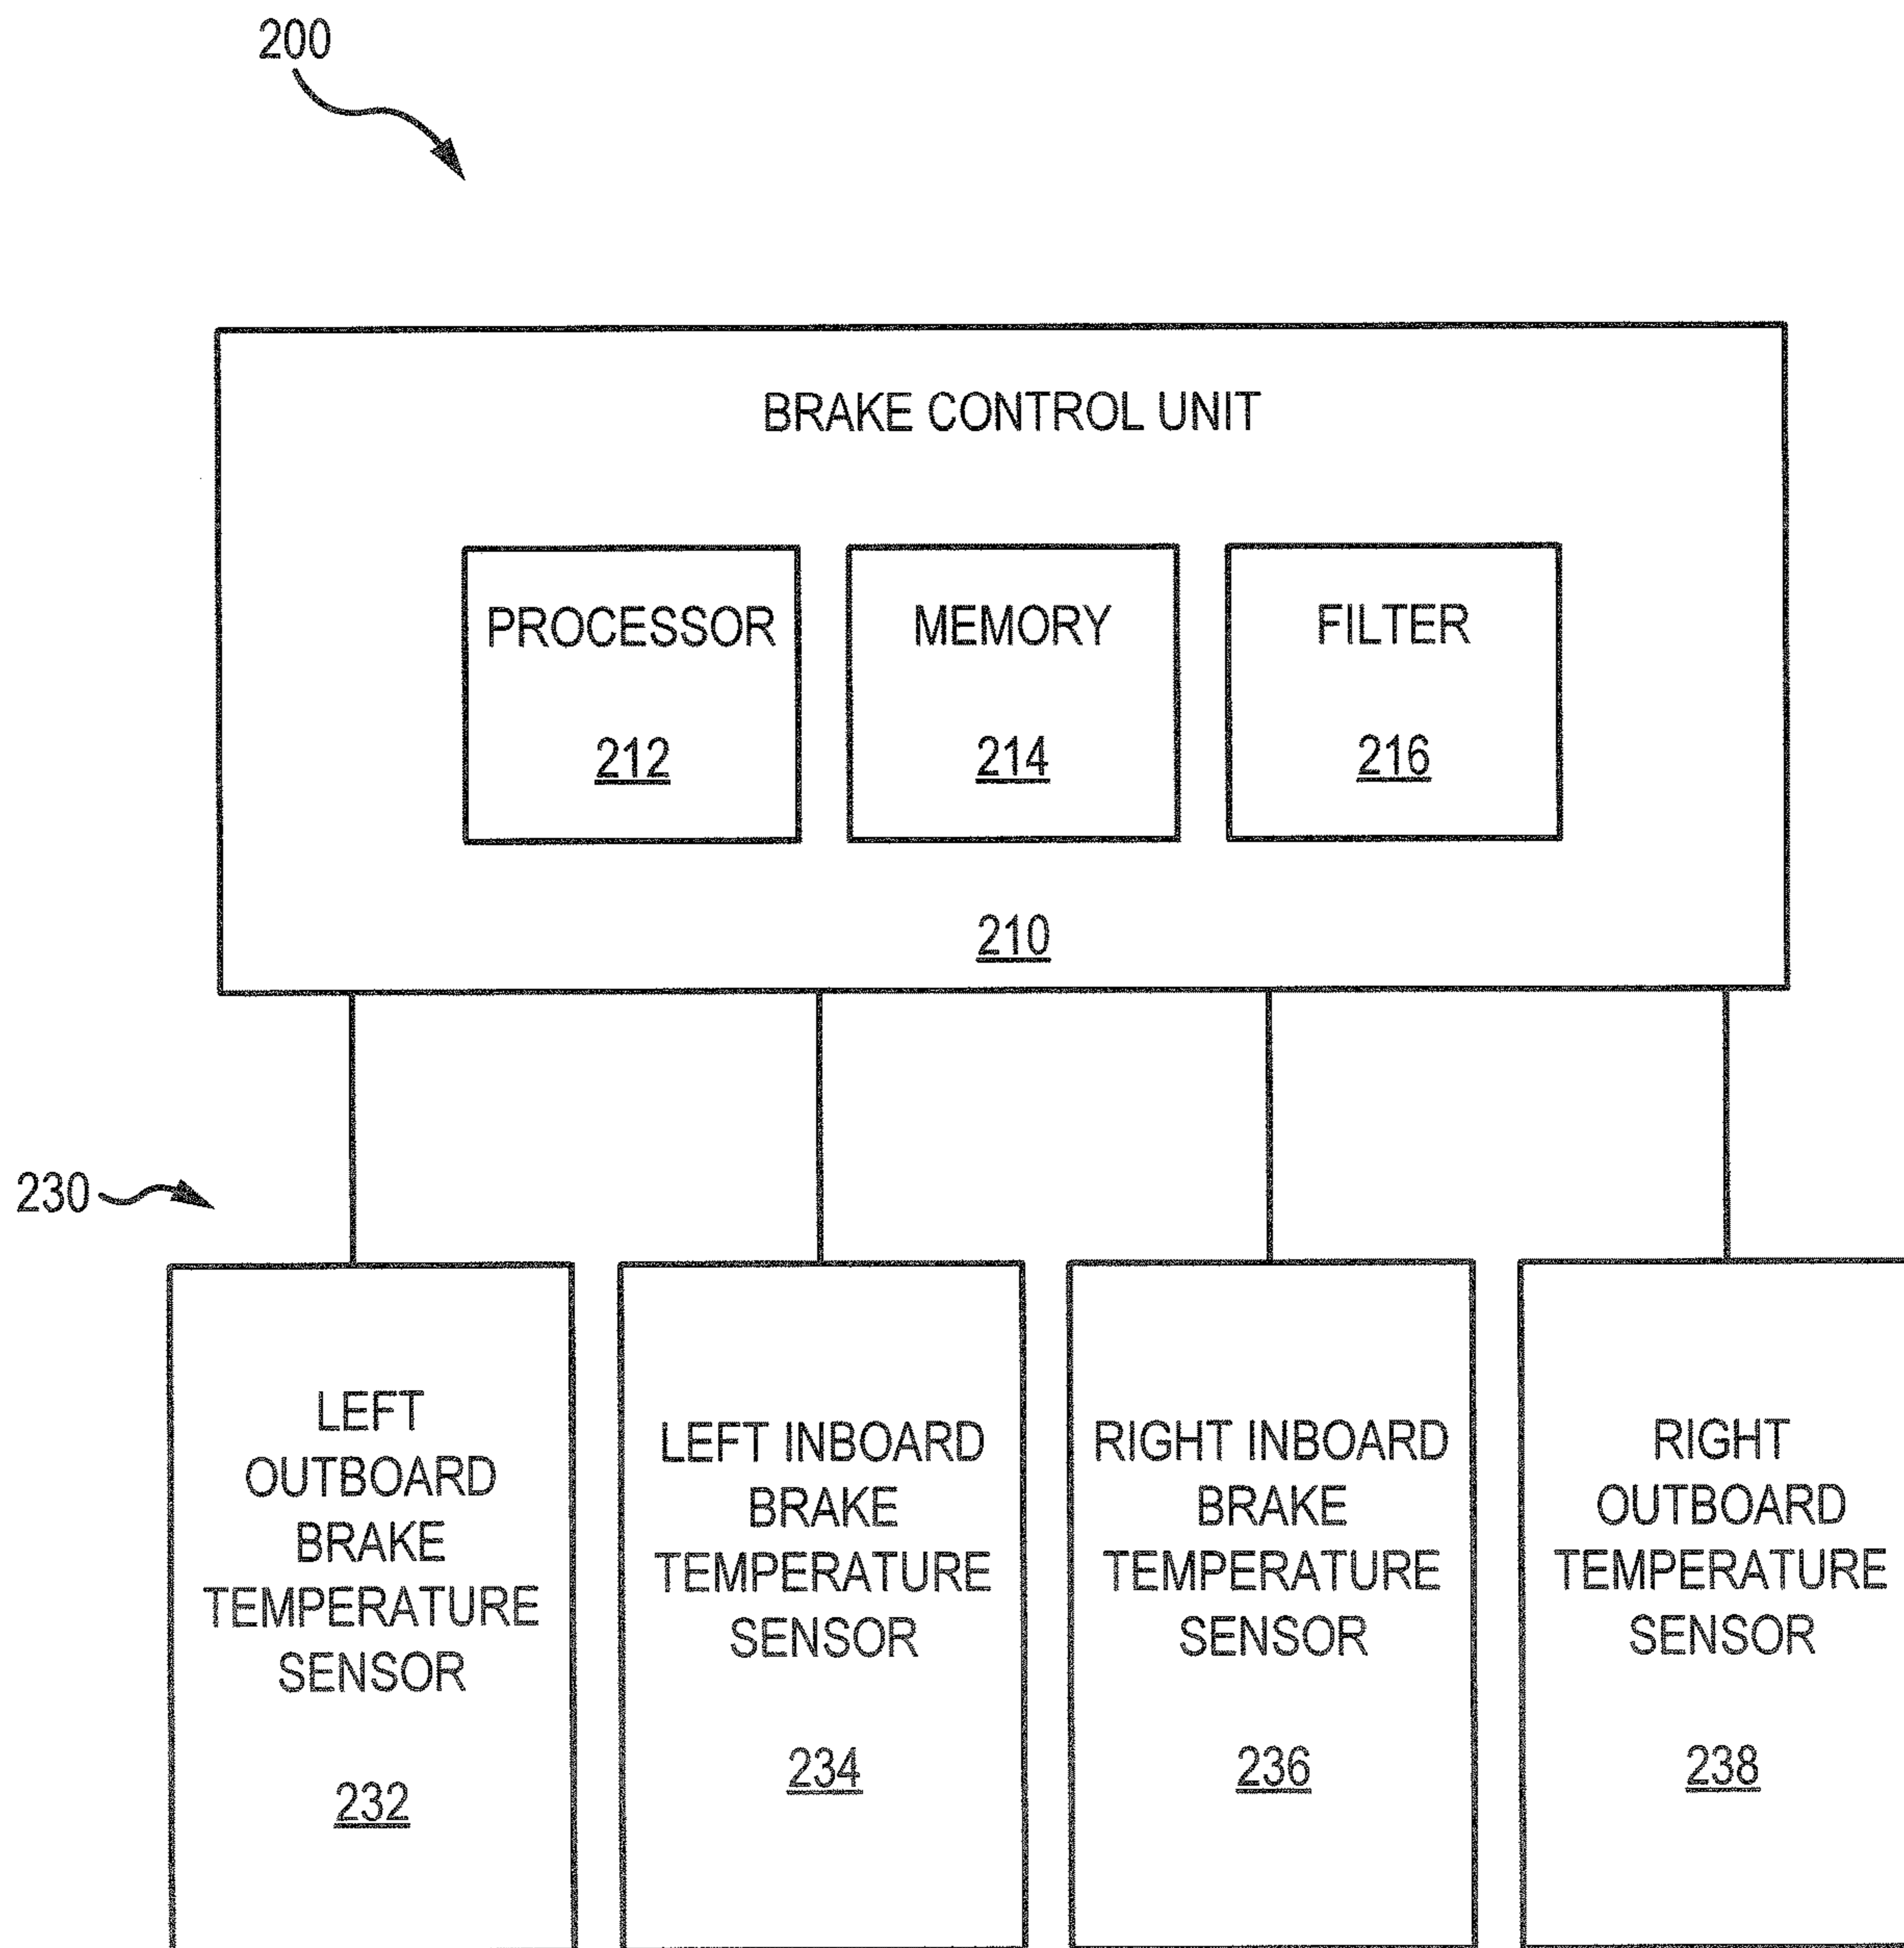 200
BRAKE CONTROL UNIT
PROCESSOR
212
MEMORY
214
FILTER
216
210
230
LEFT
OUTBOARD
BRAKE
TEMPERATURE
SENSOR
232
LEFT INBOARD
BRAKE
TEMPERATURE
SENSOR
234
RIGHT INBOARD
BRAKE
TEMPERATURE
SENSOR
236
RIGHT
OUTBOARD
TEMPERATURE
SENSOR
238